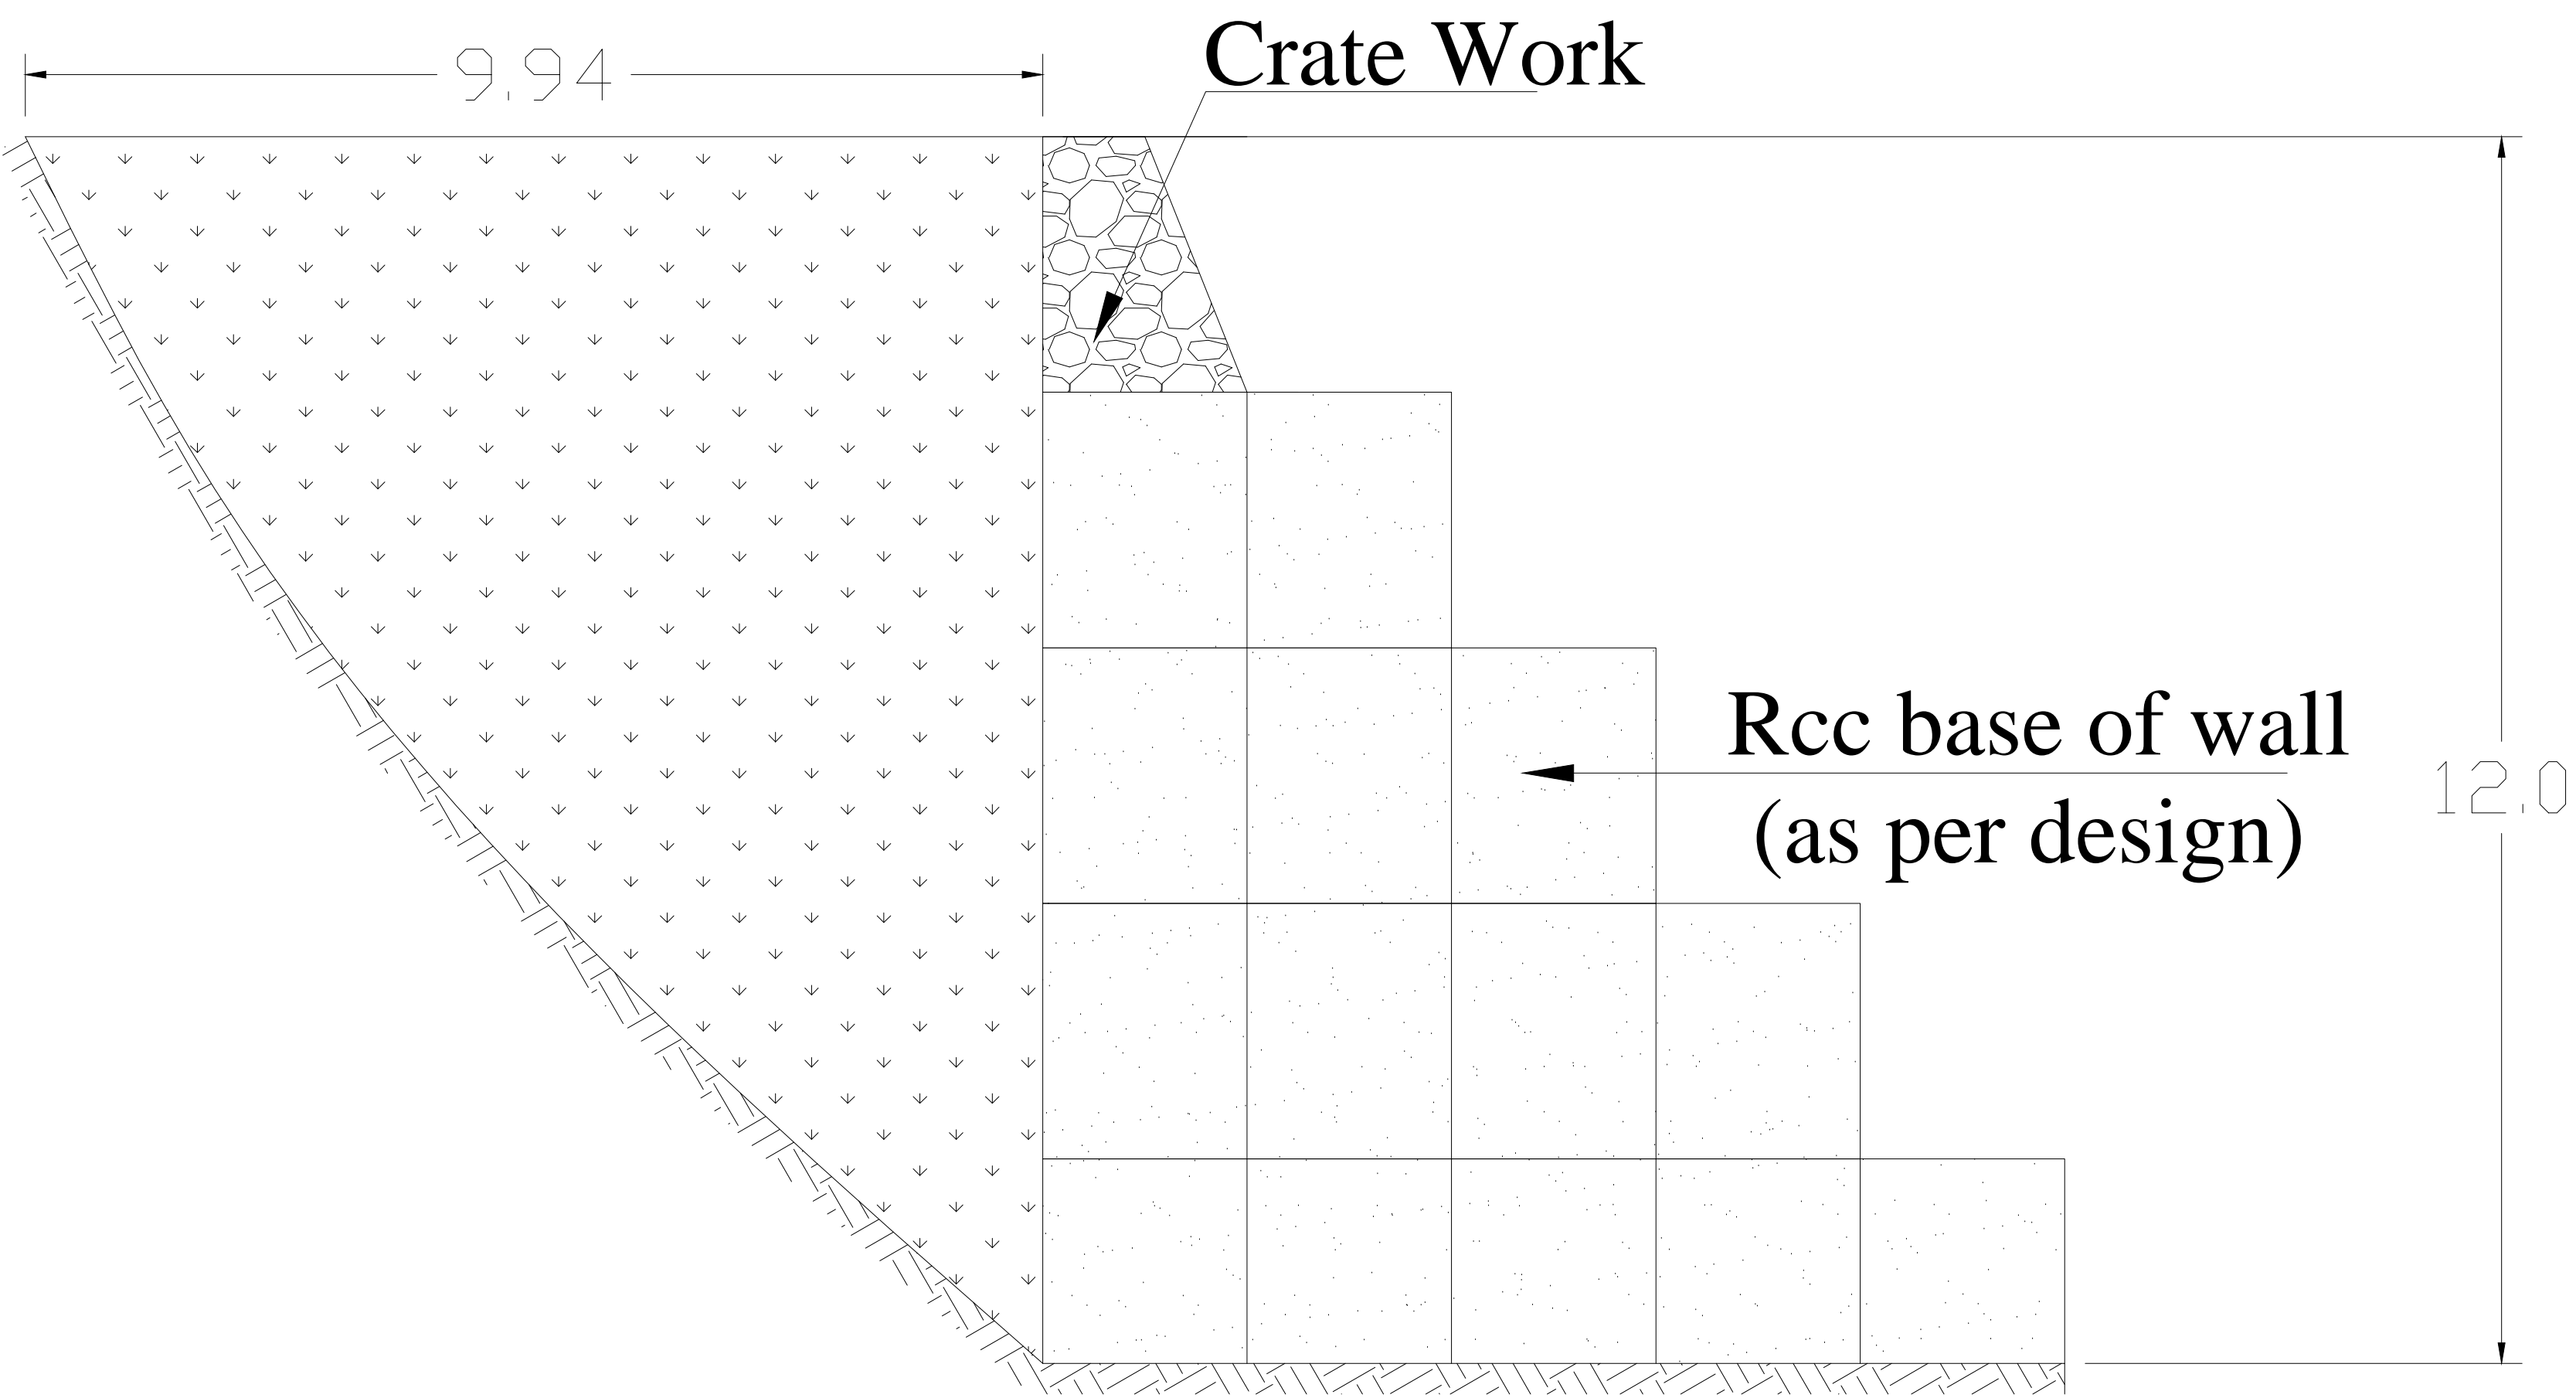 Crate Work
9.94
Rcc base of wall
(as per design)
12.0